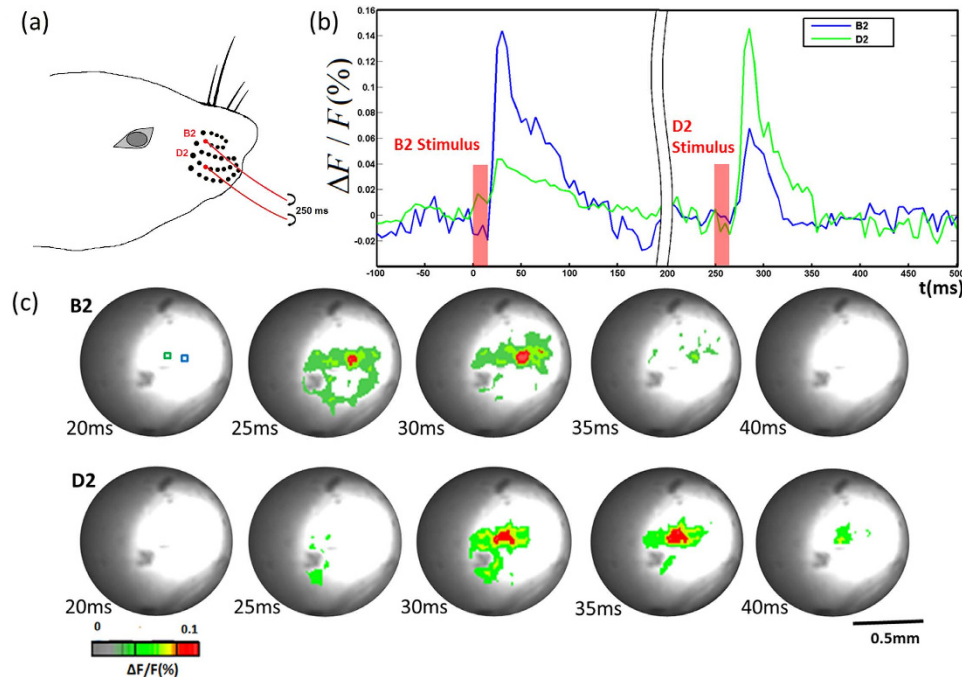 (a)
B2
D2
250 ms
(b)
ΔF / F(%)
0.16
0.14
0.12
0.1
0.08
0.06
0.04
0.02
0
-0.02
B2
D2
B2 Stimulus
D2
Stimulus
-100 -50 0 50 100 150 200 250 300 350 400 450 500
t(ms)
(c)
B2
20ms 25ms 30ms 35ms 40ms
D2
20ms 25ms 30ms 35ms 40ms
0 0.1
ΔF/F(%)
0.5mm